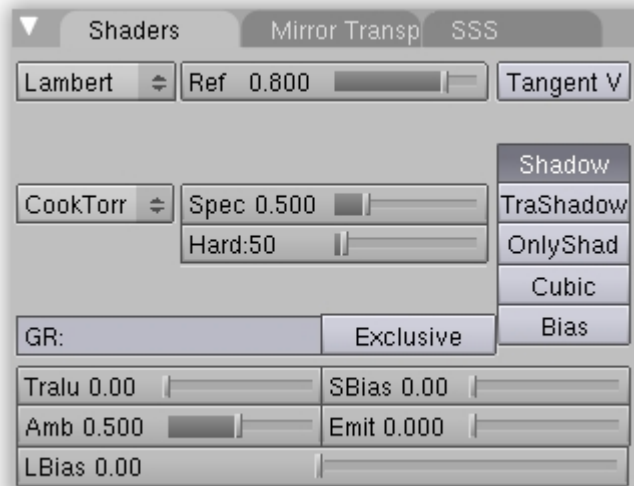 Shaders Mirror Transp SSS
Lambert Ref 0.800 Tangent V
Shadow
CookTorr Spec 0.500 TraShadow
Hard:50 OnlyShad
Cubic
GR: Exclusive Bias
Tralu 0.00 SBias 0.00
Amb 0.500 Emit 0.000
LBias 0.00